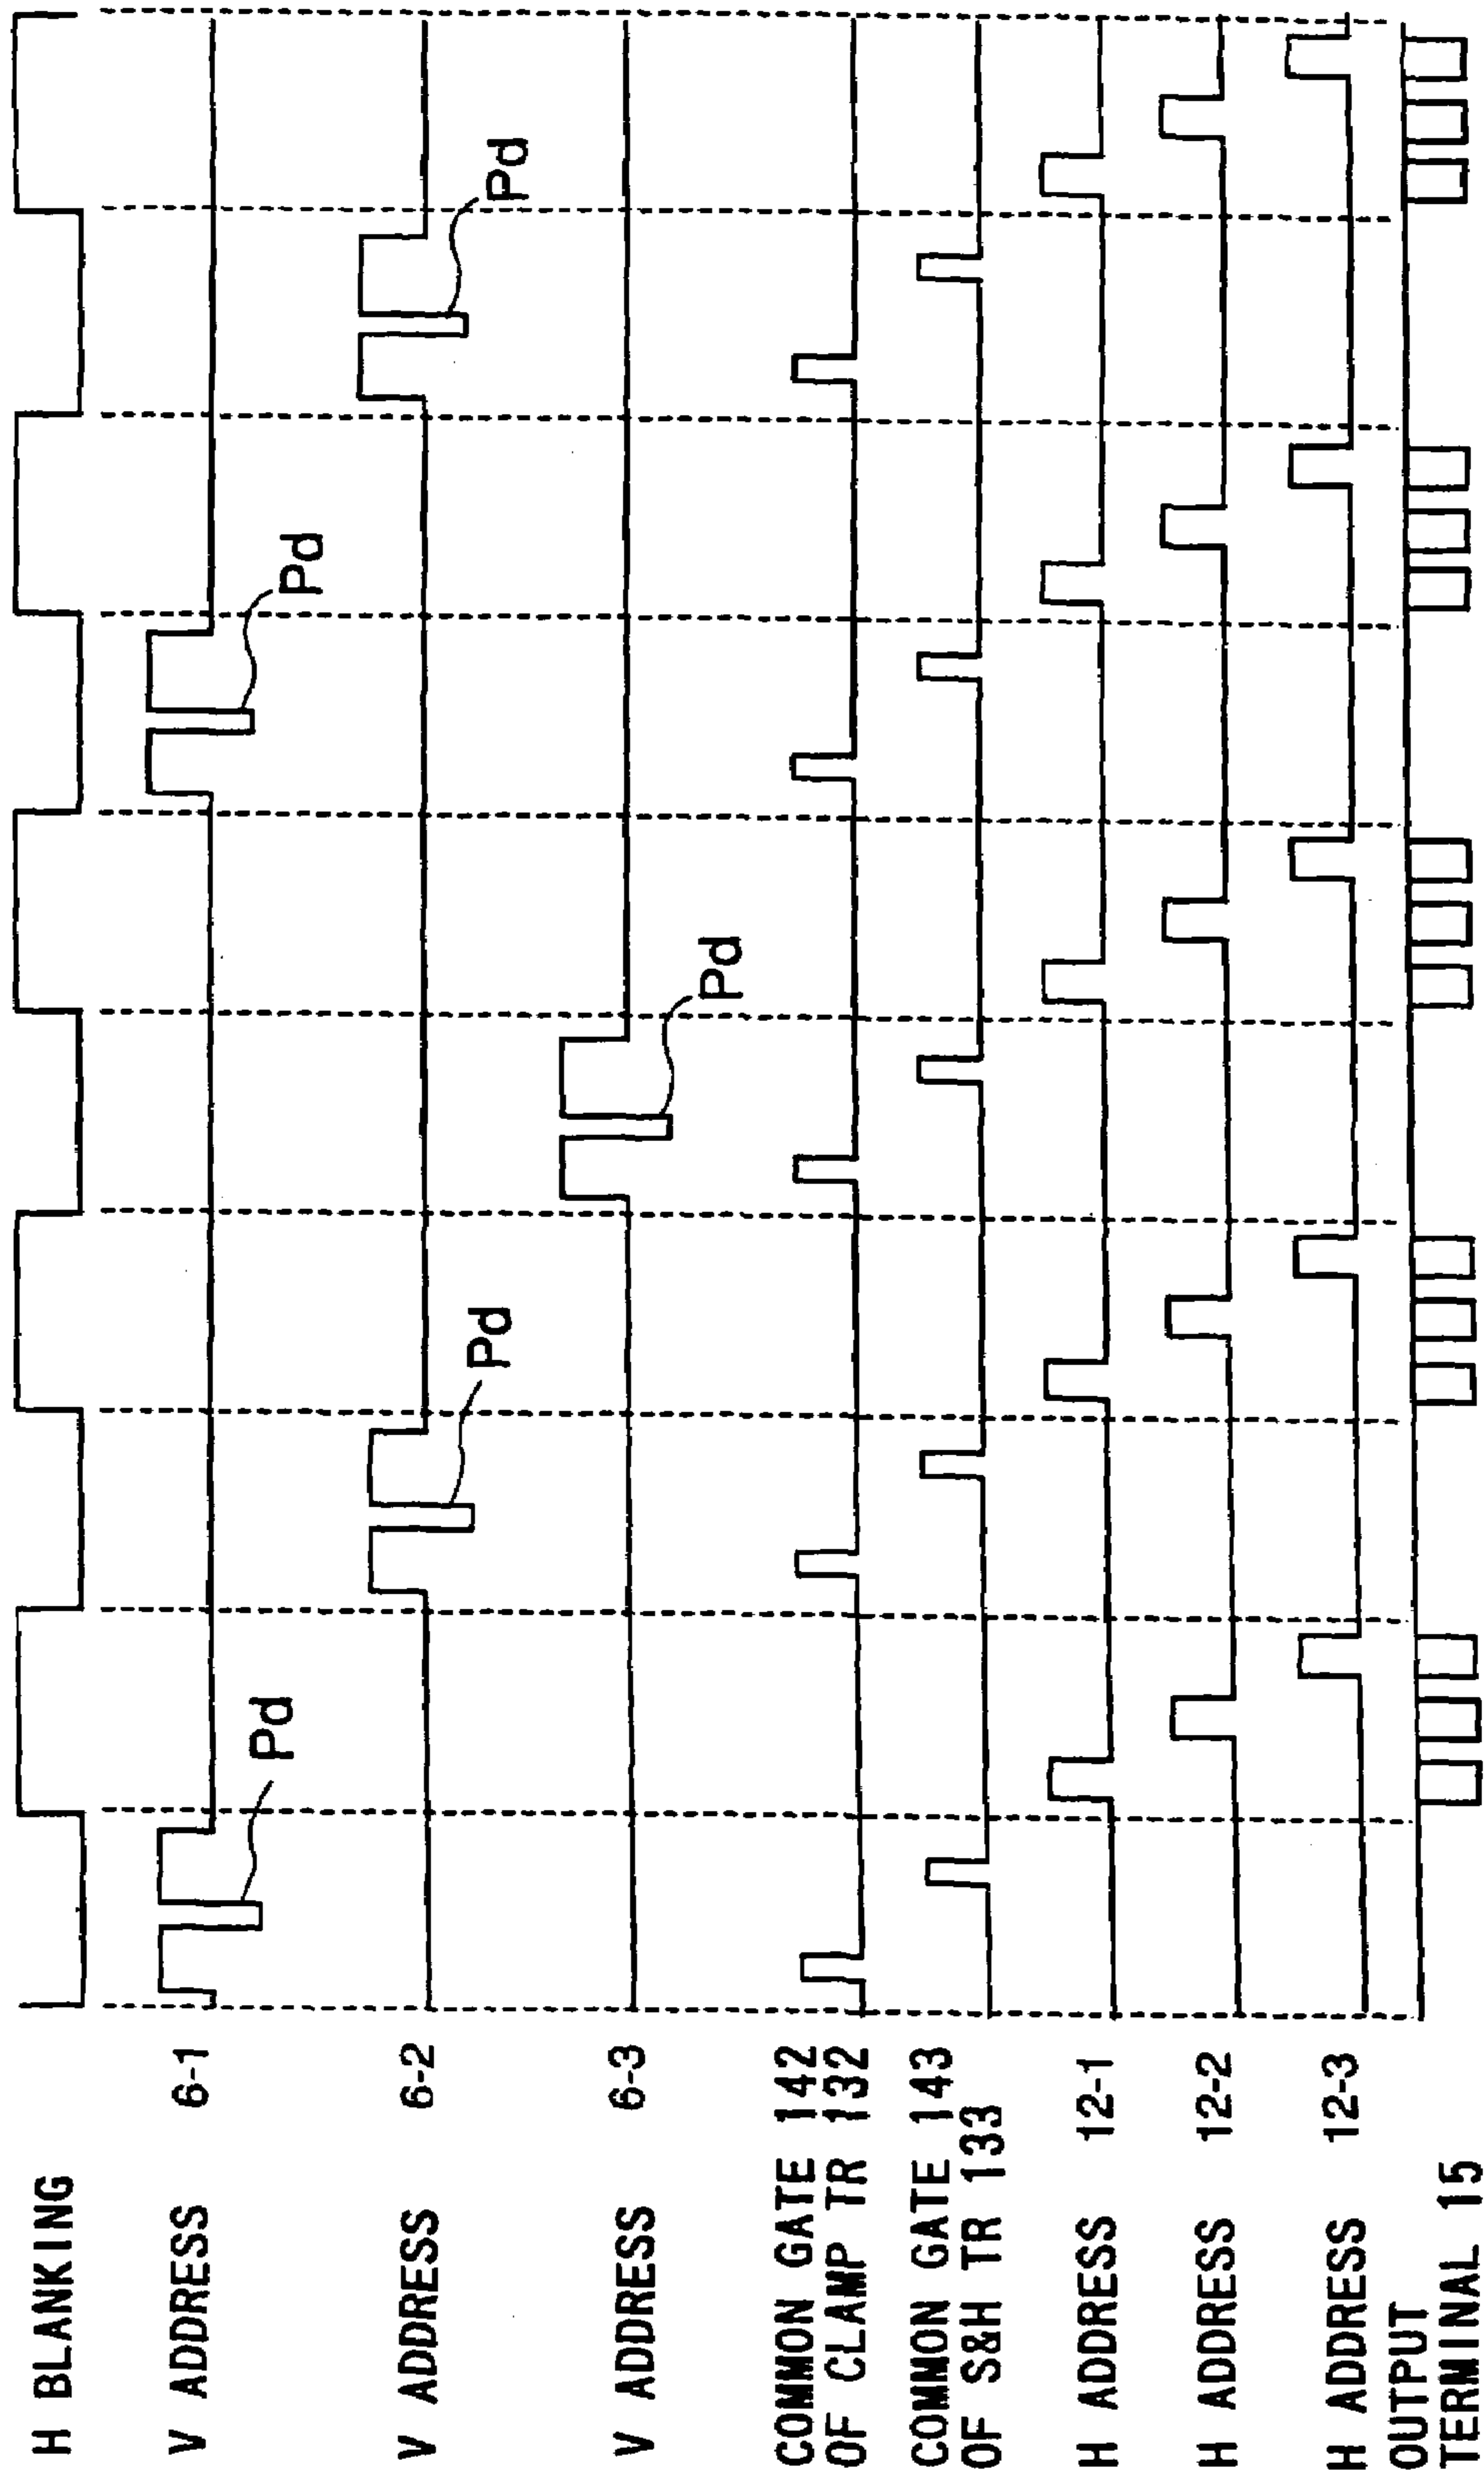 H BLANKING
V ADDRESS 6-1
Pd
Pd
V ADDRESS 6-2
Pd
Pd
V ADDRESS 6-3
Pd
COMMON GATE 142
OF CLAMP TR 132
COMMON GATE 143
OF S&H TR 133
H ADDRESS 12-1
H ADDRESS 12-2
H ADDRESS 12-3
OUTPUT
TERMINAL 15